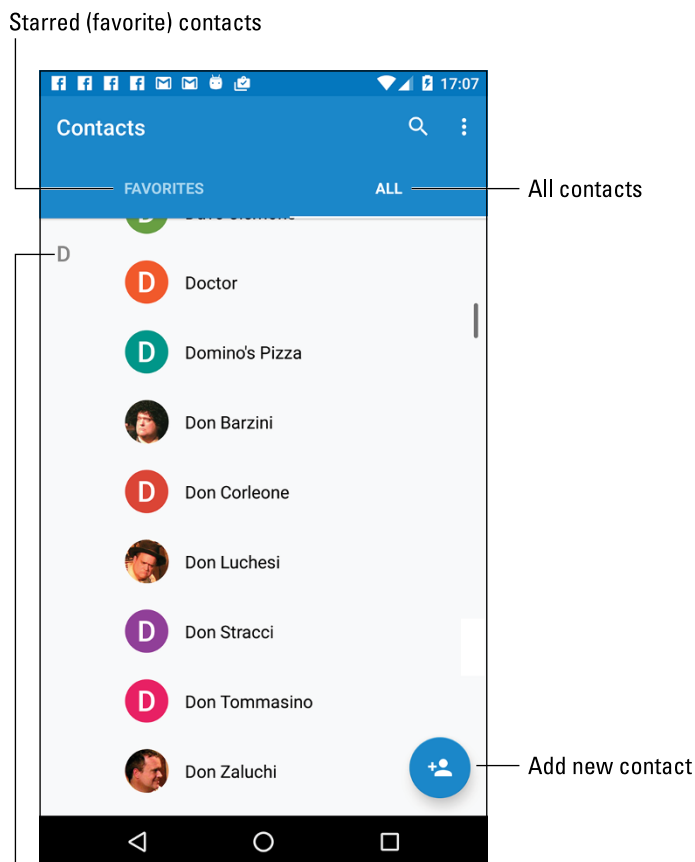 Starred (favorite) contacts
17:07
Contacts
FAVORITES
ALL
All contacts
D
D Doctor
D Domino's Pizza
Don Barzini
D Don Corleone
Don Luchesi
D Don Stracci
D Don Tommasino
Don Zaluchi
Add new contact